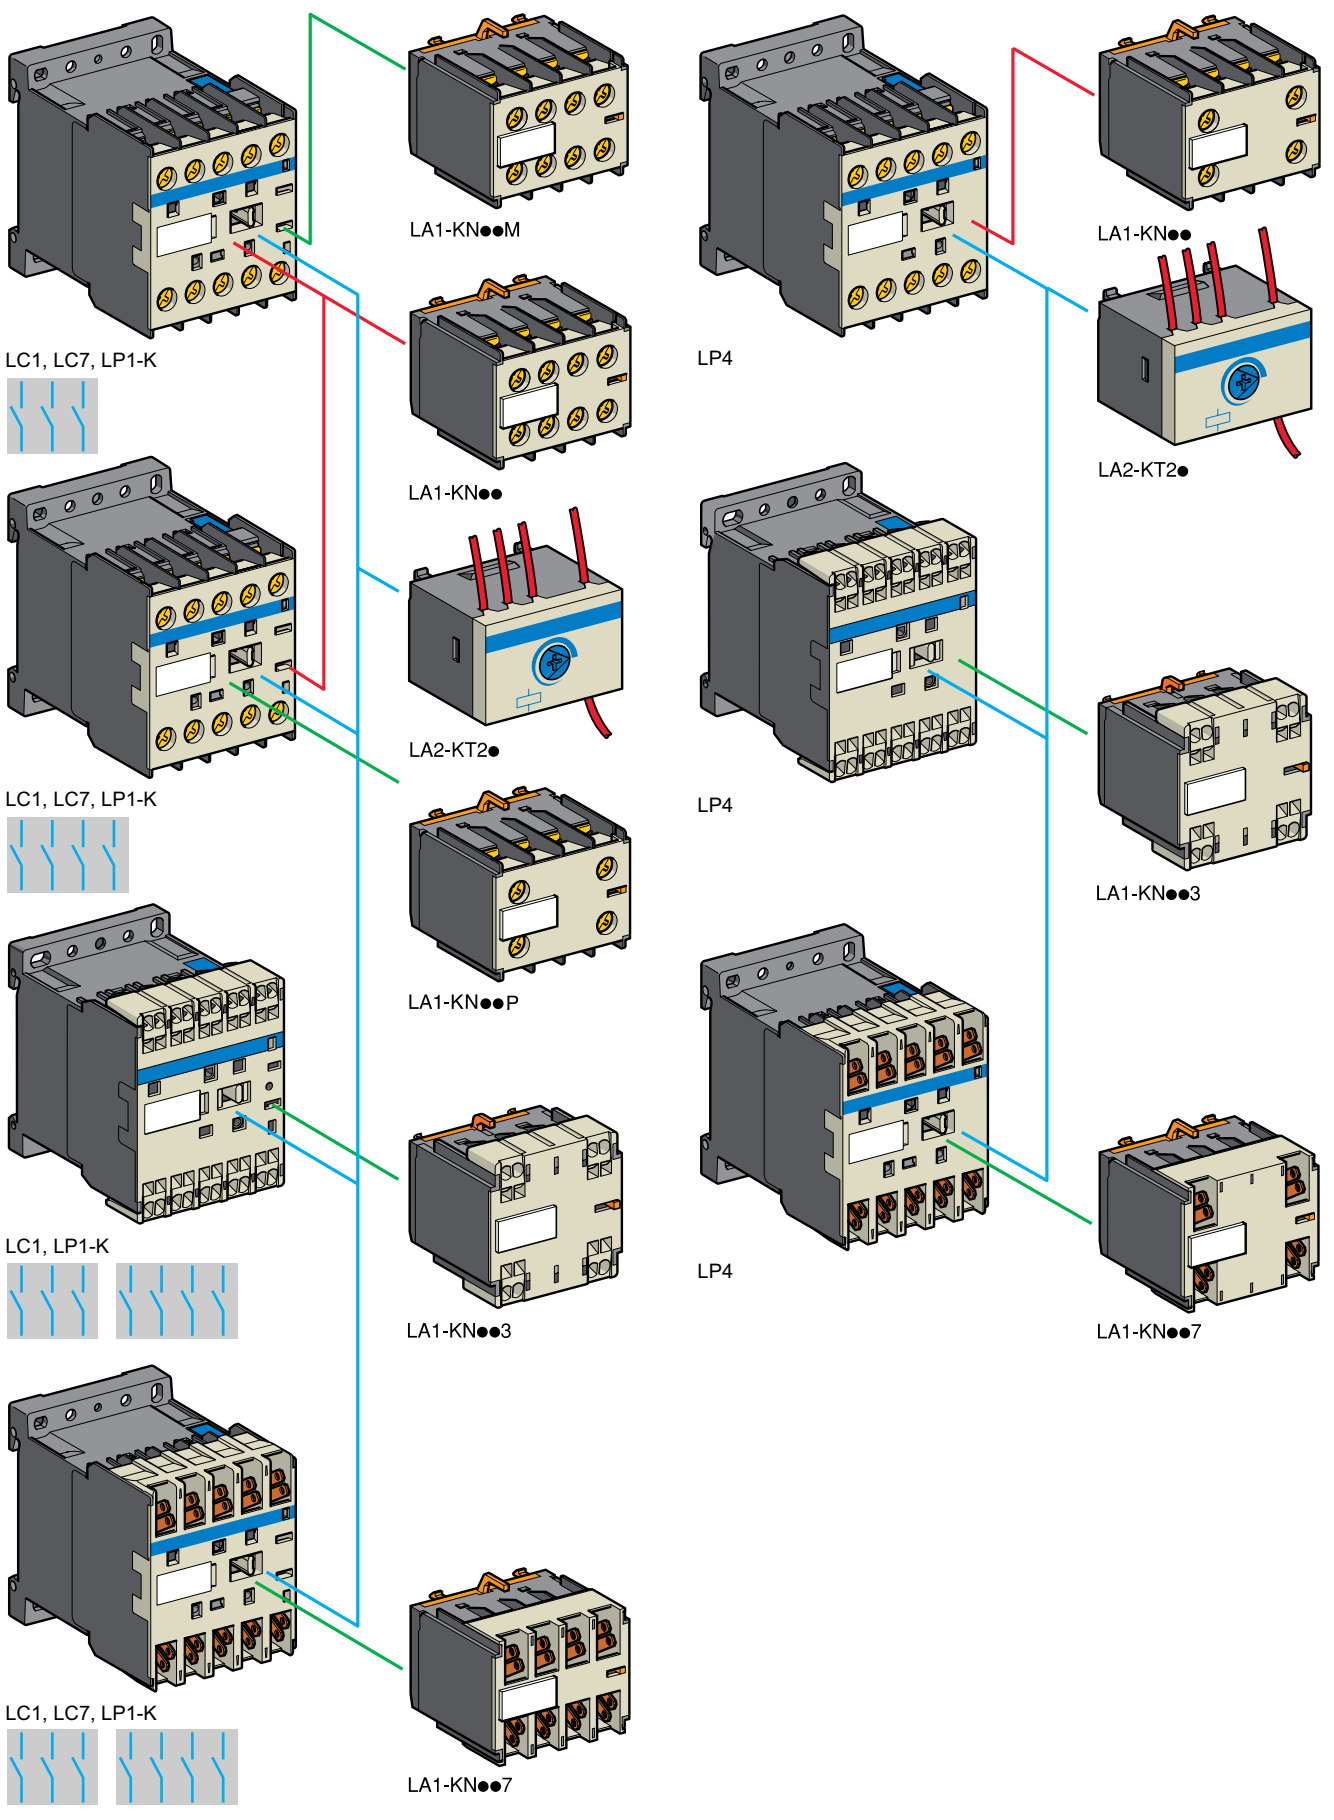 LA1-KN●●M
LC1, LC7, LP1-K
LA1-KN●●
LC1, LC7, LP1-K
LA2-KT2●
LA1-KN●●P
LC1, LP1-K
LA1-KN●●3
LC1, LC7, LP1-K
LA1-KN●●7
LA1-KN●●
LP4
LA2-KT2●
LP4
LA1-KN●●3
LP4
LA1-KN●●7